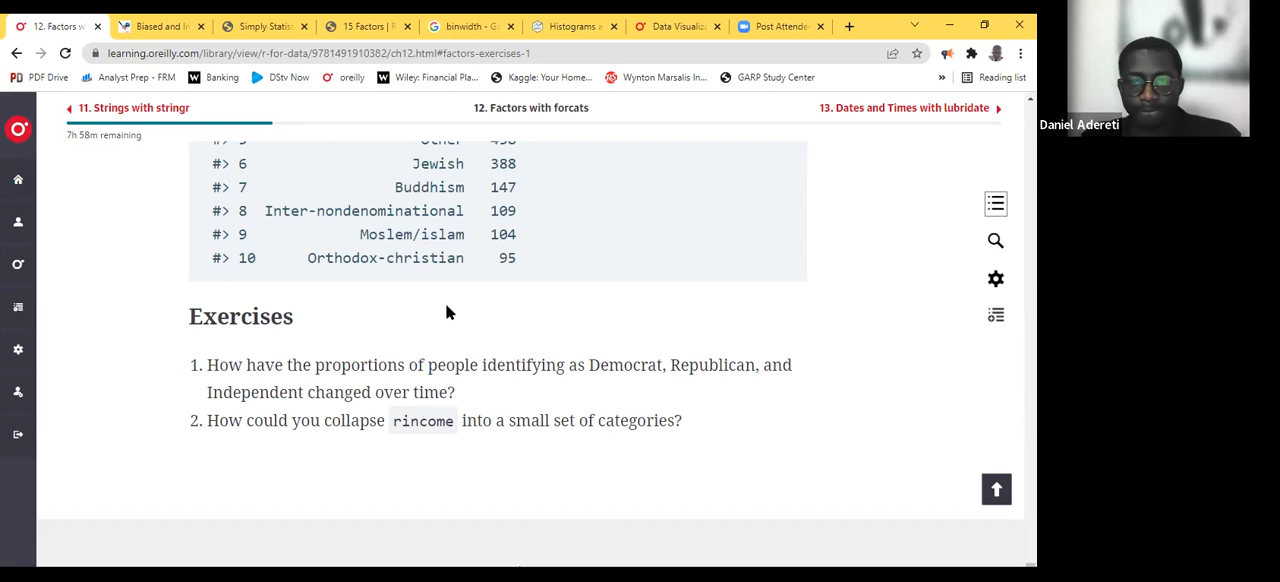 12. Factors w
Biased and In
Simply Statis
15 Factors | R
binwidth - Go
Histograms a
Data Visualiz
Post Attende
learning.oreilly.com/library/view/r-for-data/9781491910382/ch12.html#factors-exercises-1
PDF Drive
Analyst Prep - FRM
Banking
DStv Now
oreilly
Wiley: Financial Pla...
Kaggle: Your Home...
Wynton Marsalis In...
GARP Study Center
»
Reading list
11. Strings with stringr
12. Factors with forcats
13. Dates and Times with lubridate
7h 58m remaining
#> 6 Jewish 388
#> 7 Buddhism 147
#> 8 Inter-nondenominational 109
#> 9 Moslem/islam 104
#> 10 Orthodox-christian 95
Exercises
1. How have the proportions of people identifying as Democrat, Republican, and
Independent changed over time?
2. How could you collapse rincome into a small set of categories?
Daniel Adereti